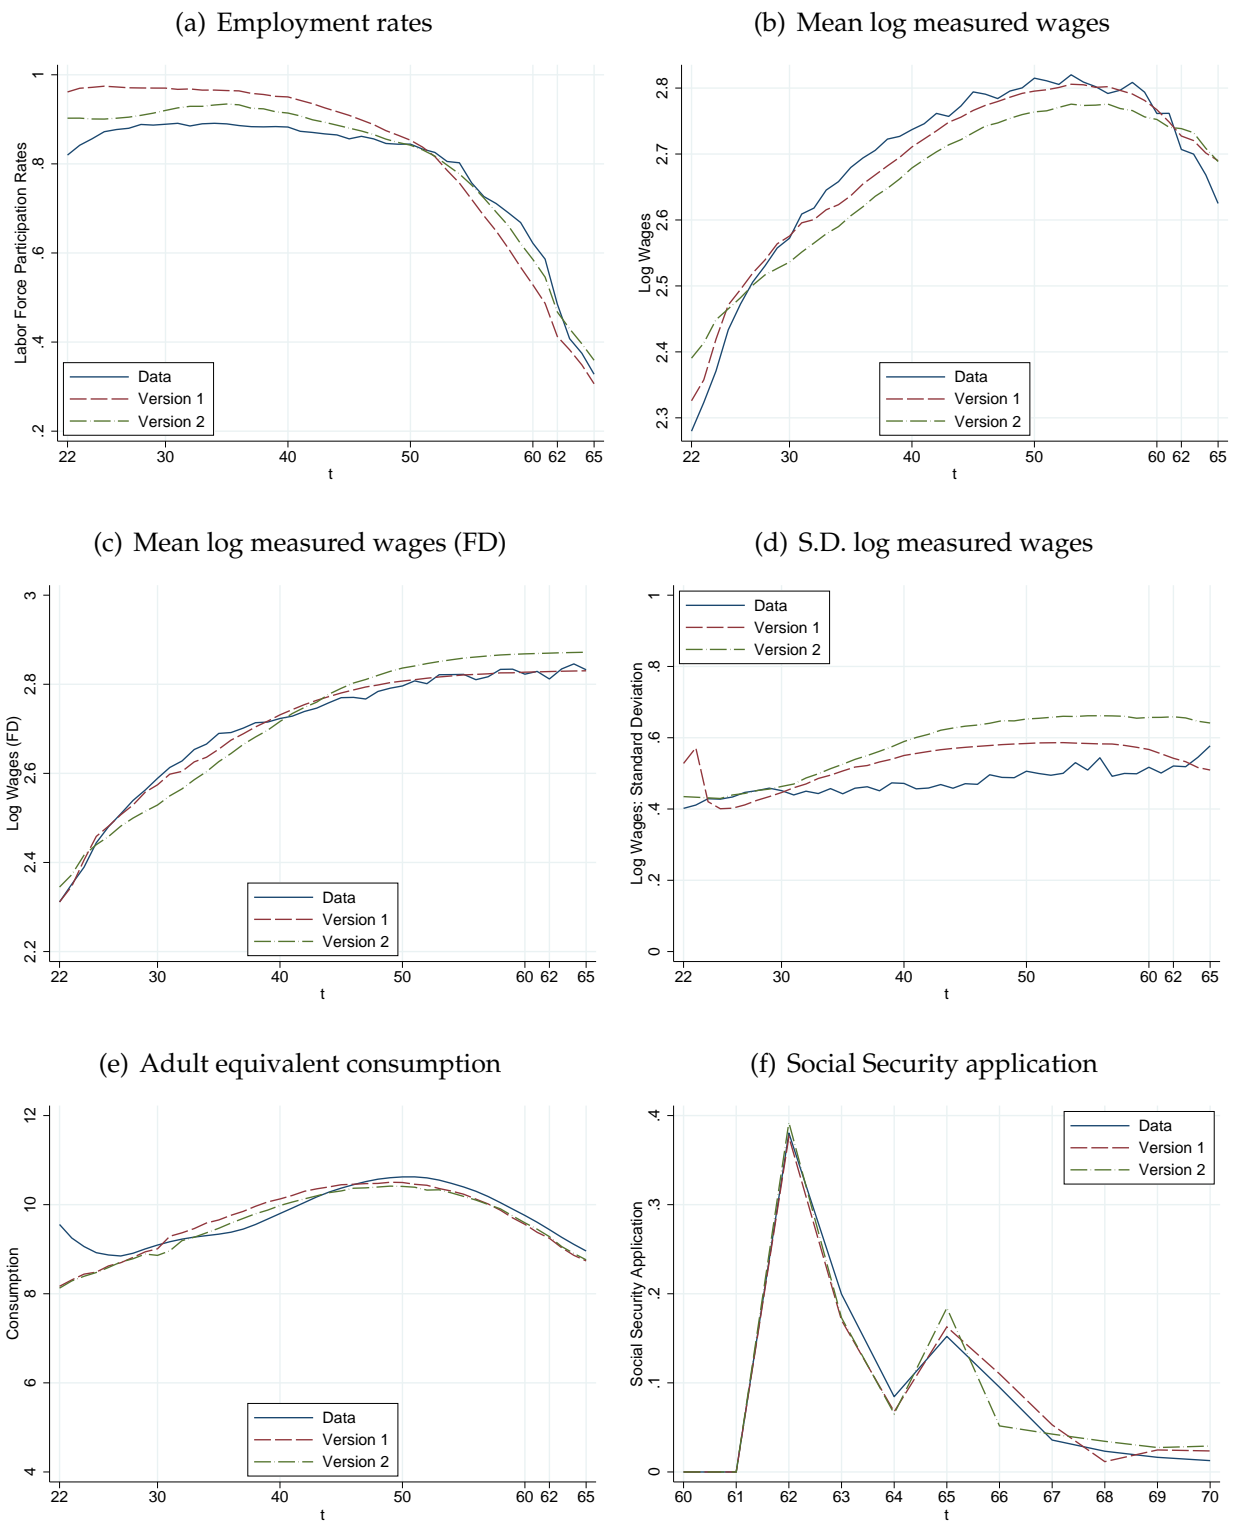 (a) Employment rates
Labor Force Participation Rates
1
.8
.6
.4
.2
Data
Version 1
Version 2
22 30 40 50 60 62 65
t
(b) Mean log measured wages
Log Wages
2.8
2.7
2.6
2.5
2.4
2.3
Data
Version 1
Version 2
22 30 40 50 60 62 65
t
(c) Mean log measured wages (FD)
Log Wages (FD)
3
2.8
2.6
2.4
2.2
Data
Version 1
Version 2
22 30 40 50 60 62 65
t
(d) S.D. log measured wages
Log Wages: Standard Deviation
1
.8
.6
.4
.2
0
Data
Version 1
Version 2
22 30 40 50 60 62 65
t
(e) Adult equivalent consumption
Consumption
12
10
8
6
4
Data
Version 1
Version 2
22 30 40 50 60 62 65
t
(f) Social Security application
Social Security Application
.4
.3
.2
.1
0
Data
Version 1
Version 2
60 61 62 63 64 65 66 67 68 69 70
t